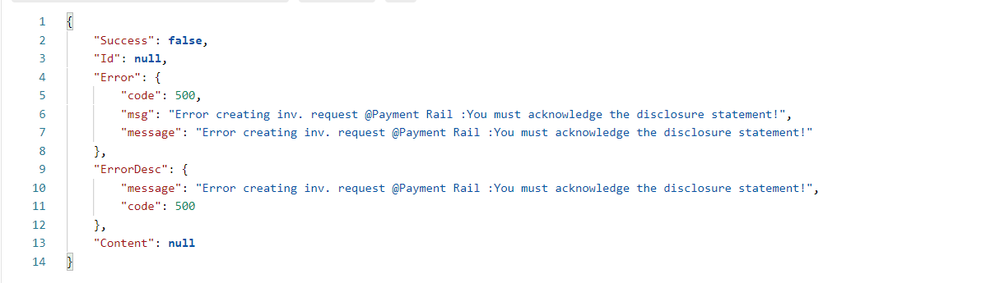 1 {
2 "Success": false,
3 "Id": null,
4 "Error": {
5 "code": 500,
6 "msg": "Error creating inv. request @Payment Rail :You must acknowledge the disclosure statement!",
7 "message": "Error creating inv. request @Payment Rail :You must acknowledge the disclosure statement!"
8 },
9 "ErrorDesc": {
10 "message": "Error creating inv. request @Payment Rail :You must acknowledge the disclosure statement!",
11 "code": 500
12 },
13 "Content": null
14 }